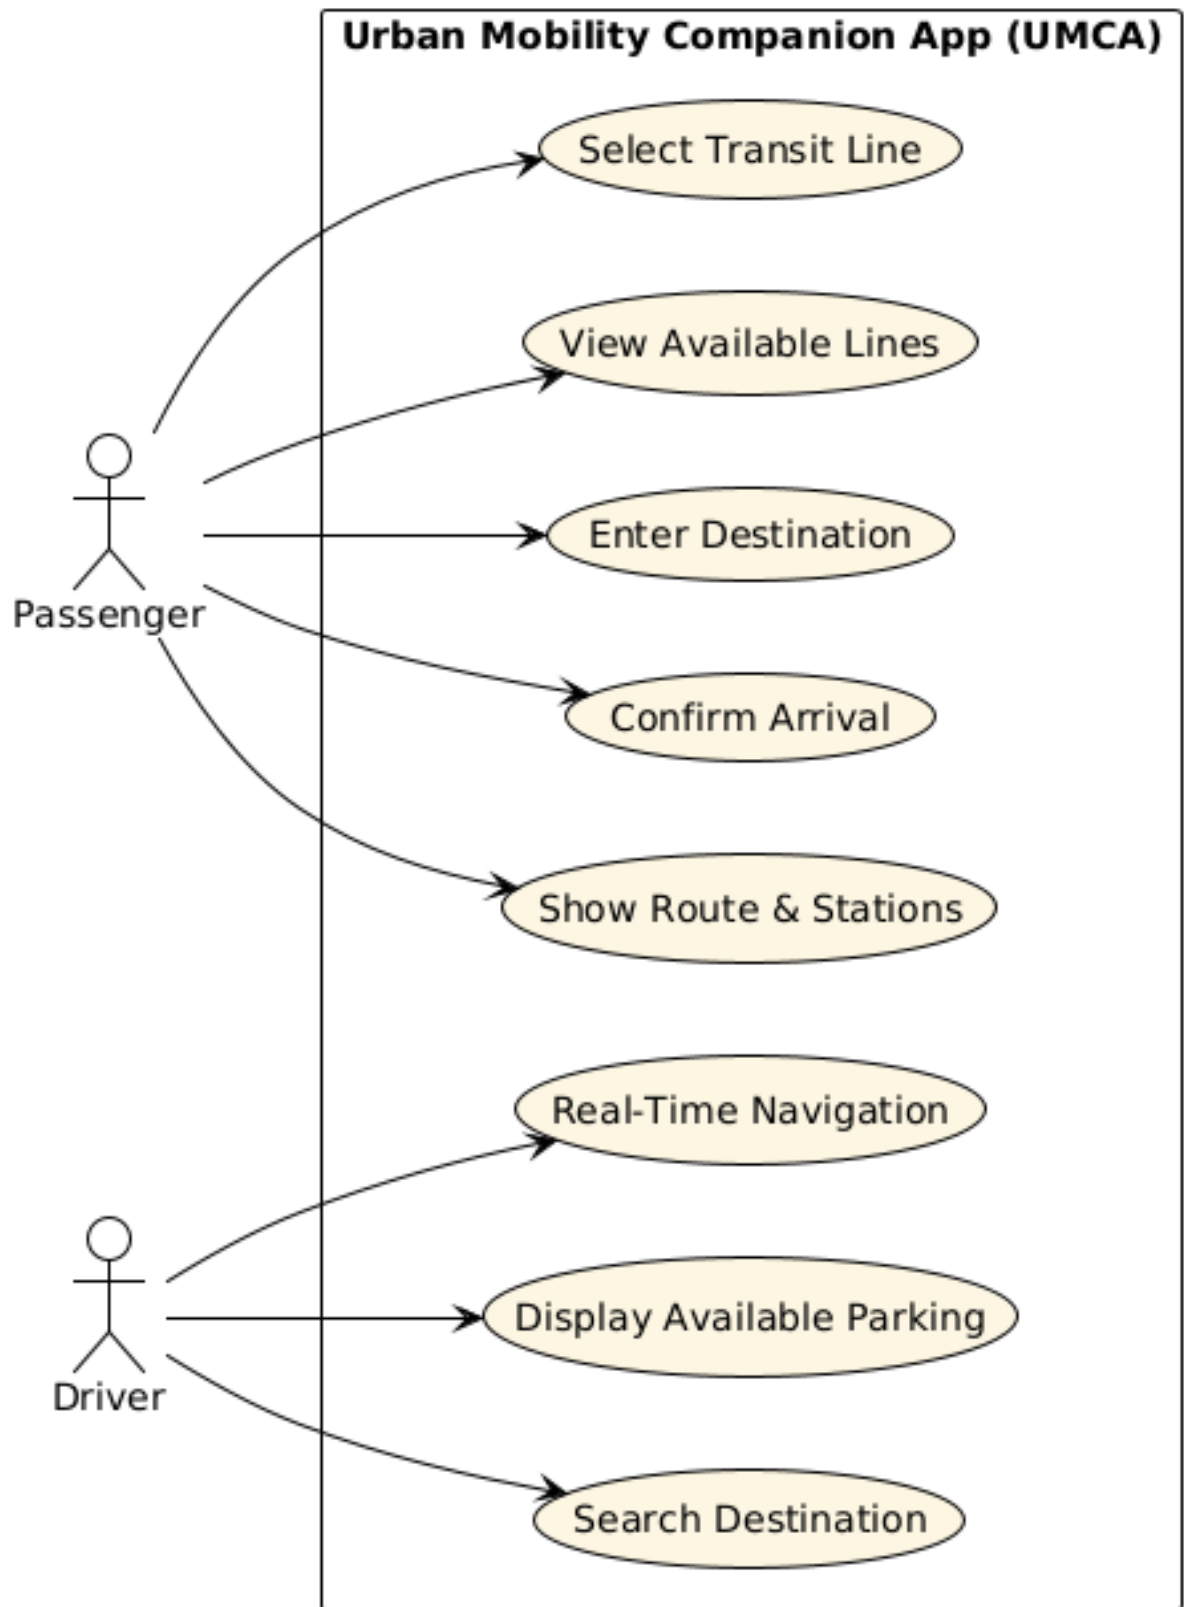 Urban Mobility Companion App (UMCA)
Select Transit Line
View Available Lines
Enter Destination
Passenger
Confirm Arrival
Show Route & Stations
Real-Time Navigation
Display Available Parking
Driver
Search Destination